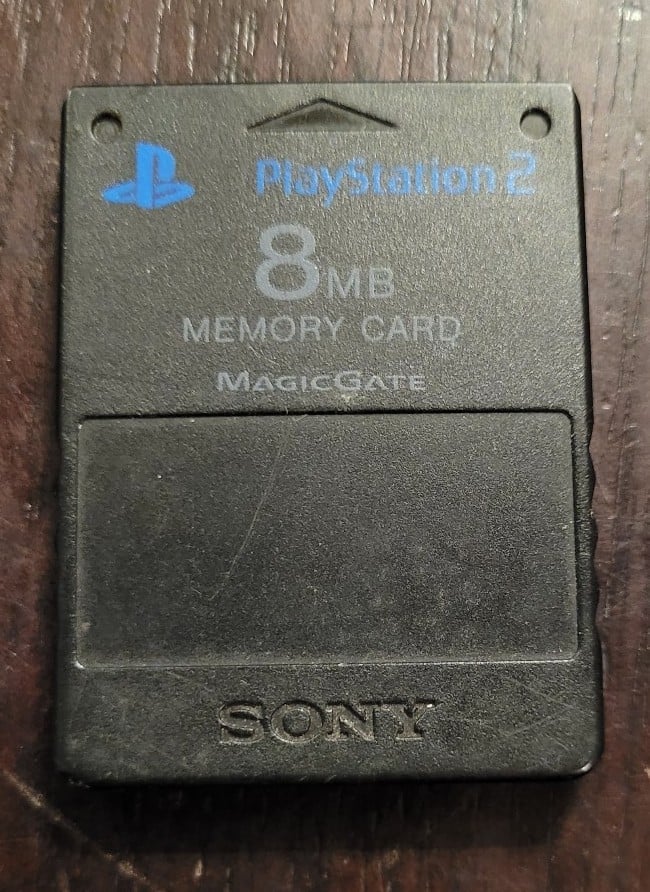 PlayStation 2
8MB
MEMORY CARD
MAGICGATE
SONY